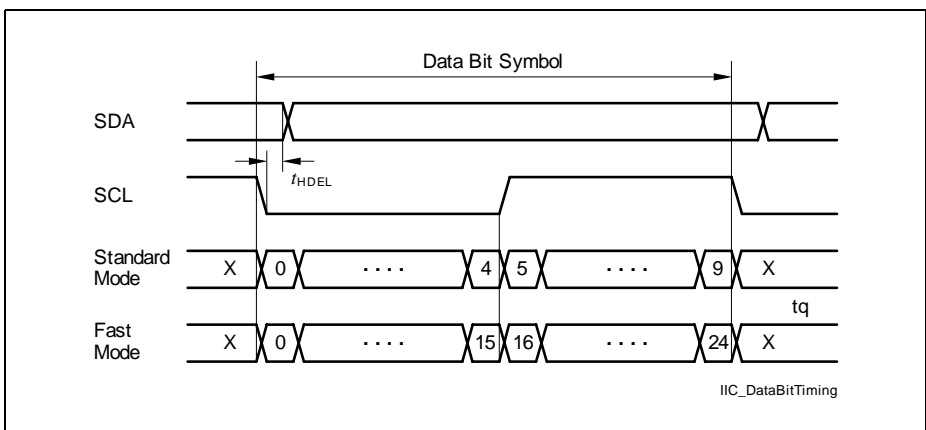 Data Bit Symbol
SDA
tHDEL
SCL
Standard Mode X 0 .... 4 5 .... 9 X
tq
Fast Mode X 0 .... 15 16 .... 24 X
IIC_DataBitTiming